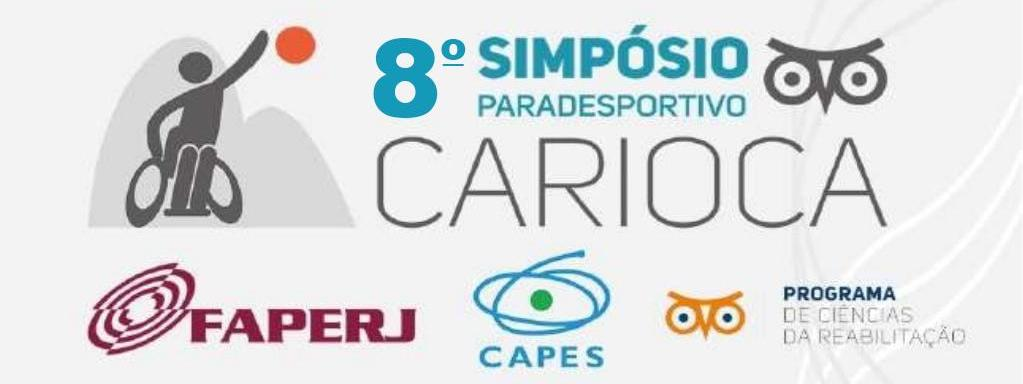 8º SIMPÓSIO
PARADESPORTIVO
CARIOCA
FAPERJ
CAPES
PROGRAMA
DE CIÊNCIAS
DA REABILITAÇÃO